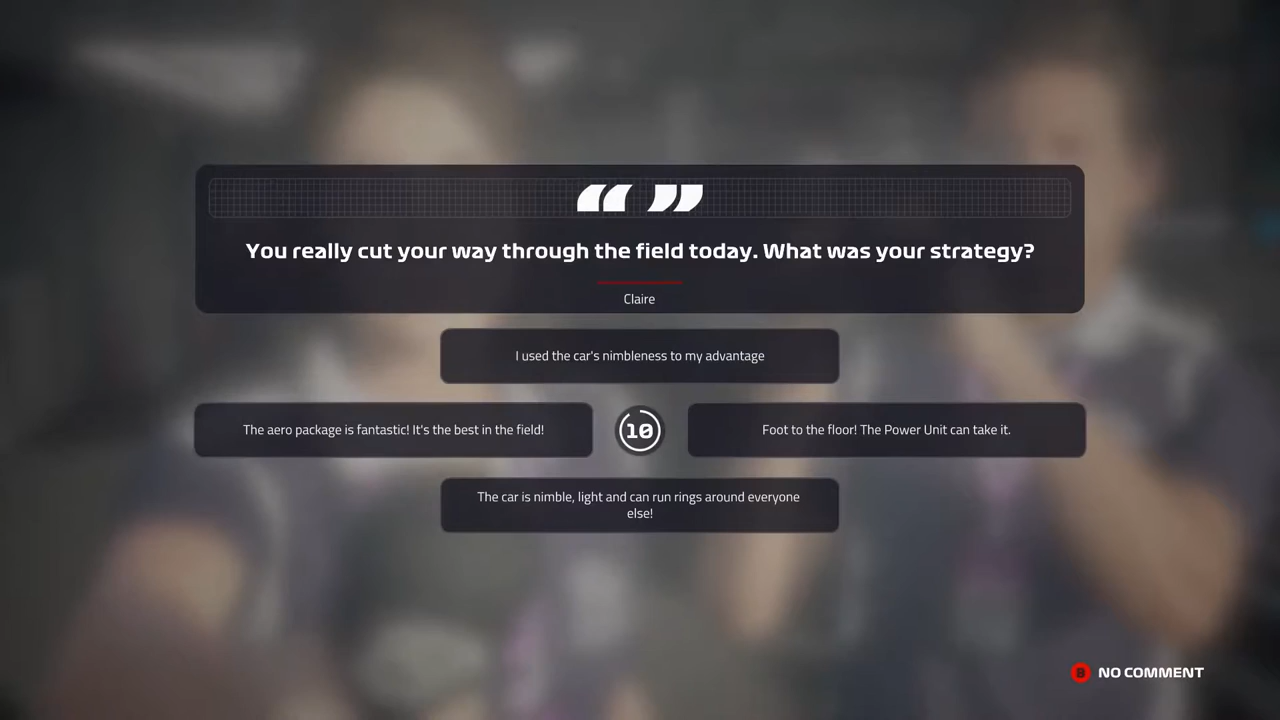 “ ”
You really cut your way through the field today. What was your strategy?
Claire
I used the car's nimbleness to my advantage
The aero package is fantastic! It's the best in the field!
10
Foot to the floor! The Power Unit can take it.
The car is nimble, light and can run rings around everyone
else!
B NO COMMENT